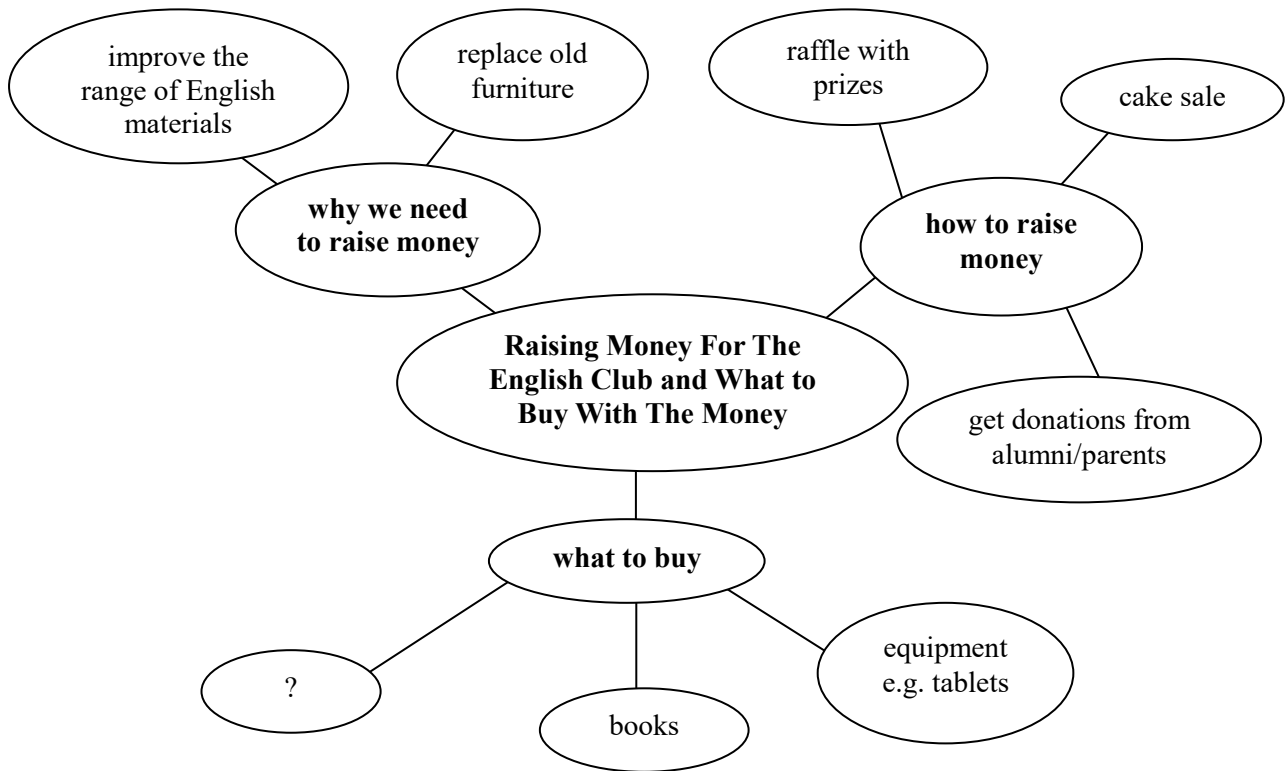 improve the
range of English
materials
replace old
furniture
raffle with
prizes
cake sale
why we need
to raise money
how to raise
money
Raising Money For The
English Club and What to
Buy With The Money
get donations from
alumni/parents
what to buy
?
books
equipment
e.g. tablets